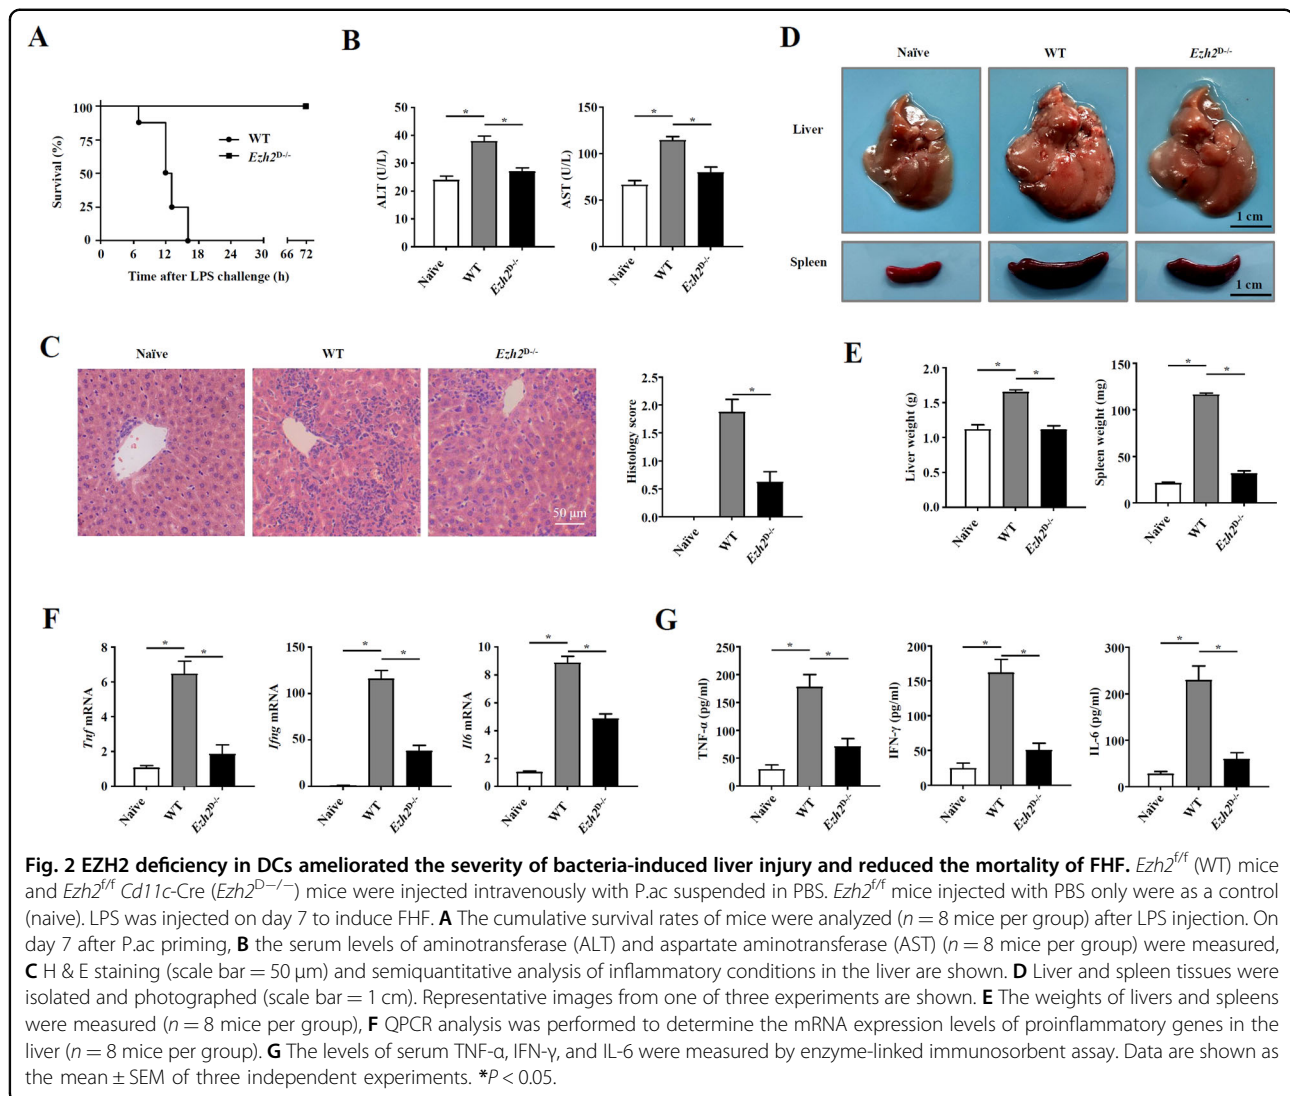 A
Survival (%)
100
75
50
25
0
WT
Ezh2D-/-
0 6 12 18 24 30 66 72
Time after LPS challenge (h)
B
ALT (U/L)
50
40
30
20
10
0
*
*
Naïve
WT
Ezh2D-/-
AST (U/L)
150
100
50
0
*
*
Naïve
WT
Ezh2D-/-
D
Naïve WT Ezh2D-/-
Liver
1 cm
Spleen
1 cm
C
Naïve WT Ezh2D-/-
50 μm
Histology score
2.5
2.0
1.5
1.0
0.5
0.0
*
Naïve
WT
Ezh2D-/-
E
Liver weight (g)
2.0
1.5
1.0
0.5
0.0
*
*
Naïve
WT
Ezh2D-/-
Spleen weight (mg)
150
100
50
0
*
*
Naïve
WT
Ezh2D-/-
F
Tnf mRNA
8
6
4
2
0
*
*
Naïve
WT
Ezh2D-/-
Ifng mRNA
150
100
50
0
*
*
Naïve
WT
Ezh2D-/-
Il6 mRNA
10
8
6
4
2
0
*
*
Naïve
WT
Ezh2D-/-
G
TNF-α (pg/ml)
250
200
150
100
50
0
*
*
Naïve
WT
Ezh2D-/-
IFN-γ (pg/ml)
200
150
100
50
0
*
*
Naïve
WT
Ezh2D-/-
IL-6 (pg/ml)
300
200
100
0
*
*
Naïve
WT
Ezh2D-/-
Fig. 2 EZH2 deficiency in DCs ameliorated the severity of bacteria-induced liver injury and reduced the mortality of FHF. Ezh2f/f (WT) mice
and Ezh2f/f Cd11c-Cre (Ezh2D−/−) mice were injected intravenously with P.ac suspended in PBS. Ezh2f/f mice injected with PBS only were as a control
(naive). LPS was injected on day 7 to induce FHF. A The cumulative survival rates of mice were analyzed (n = 8 mice per group) after LPS injection. On
day 7 after P.ac priming, B the serum levels of aminotransferase (ALT) and aspartate aminotransferase (AST) (n = 8 mice per group) were measured,
C H & E staining (scale bar = 50 μm) and semiquantitative analysis of inflammatory conditions in the liver are shown. D Liver and spleen tissues were
isolated and photographed (scale bar = 1 cm). Representative images from one of three experiments are shown. E The weights of livers and spleens
were measured (n = 8 mice per group), F QPCR analysis was performed to determine the mRNA expression levels of proinflammatory genes in the
liver (n = 8 mice per group). G The levels of serum TNF-α, IFN-γ, and IL-6 were measured by enzyme-linked immunosorbent assay. Data are shown as
the mean ± SEM of three independent experiments. *P < 0.05.